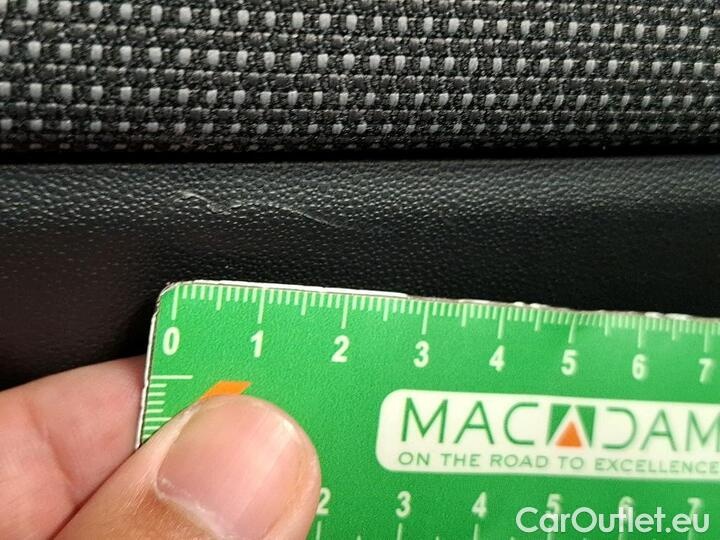 0 1 2 3 4 5 6 7
MACADAM
ON THE ROAD TO EXCELLENCE
2 3 4 5 6 7
CarOutlet.eu